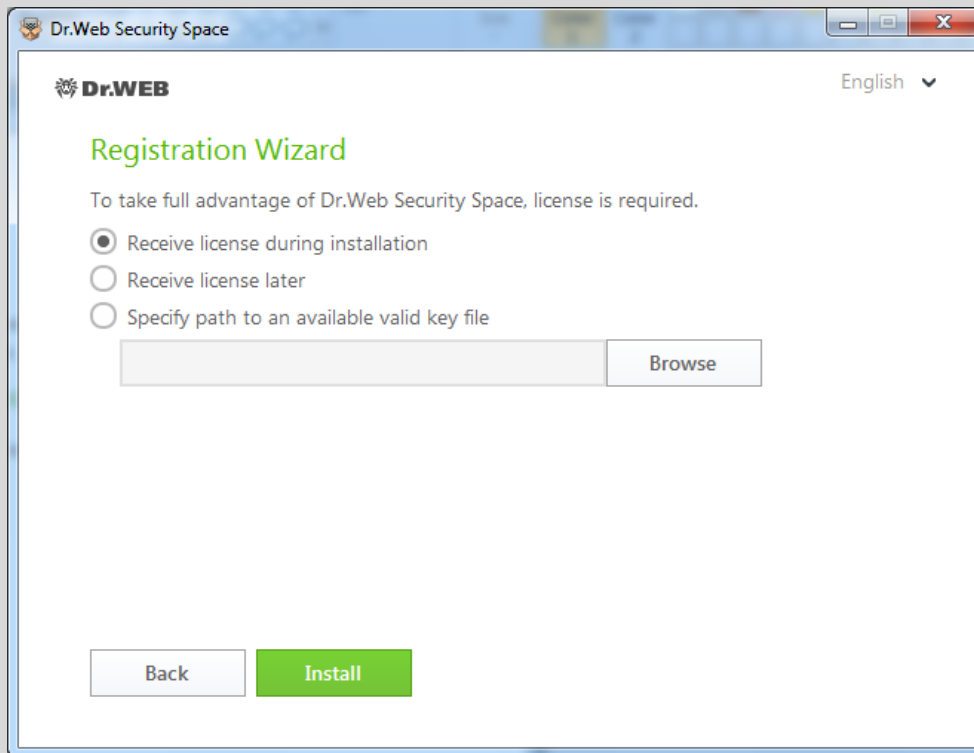 Dr.Web Security Space
Dr.WEB
English
Registration Wizard
To take full advantage of Dr.Web Security Space, license is required.
Receive license during installation
Receive license later
Specify path to an available valid key file
Browse
Back
Install